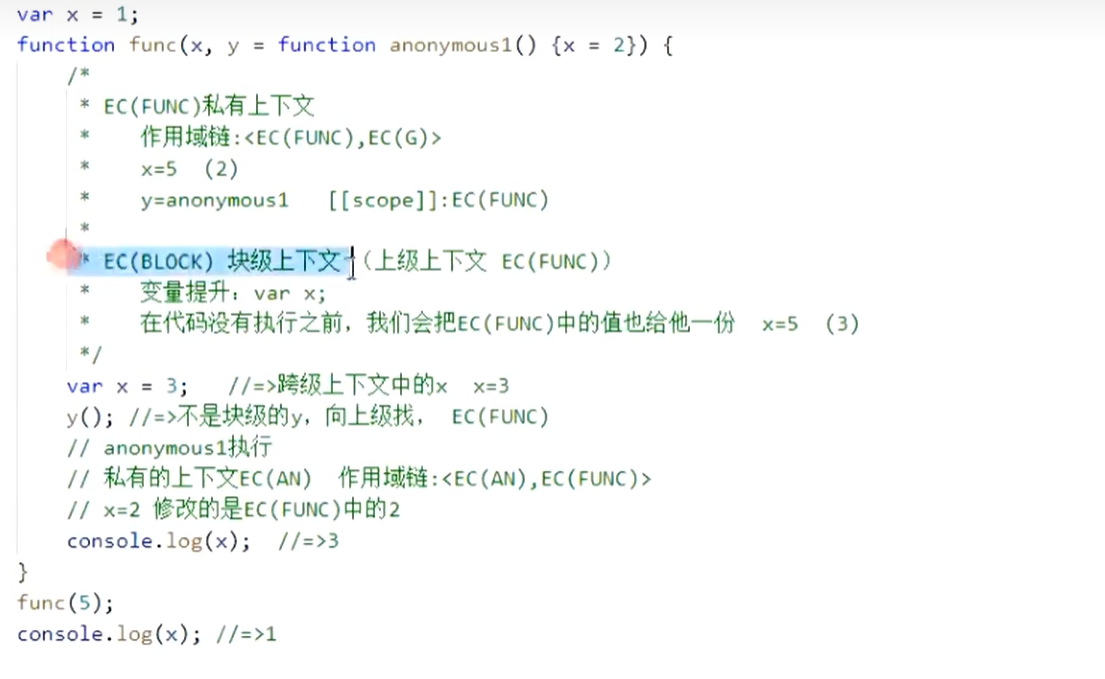 var x = 1;
function func(x, y = function anonymous1() {x = 2}) {
/*
* EC(FUNC)私有上下文
* 作用域链:<EC(FUNC),EC(G)>
* x=5 (2)
* y=anonymous1 [[scope]]:EC(FUNC)
*
* EC(BLOCK) 块级上下文 (上级上下文 EC(FUNC))
* 变量提升: var x;
* 在代码没有执行之前，我们会把EC(FUNC)中的值也给他一份 x=5 (3)
*/
var x = 3; //=>跨级上下文中的x x=3
y(); //=>不是块级的y，向上级找， EC(FUNC)
// anonymous1执行
// 私有的上下文EC(AN) 作用域链:<EC(AN),EC(FUNC)>
// x=2 修改的是EC(FUNC)中的2
console.log(x); //=>3
}
func(5);
console.log(x); //=>1